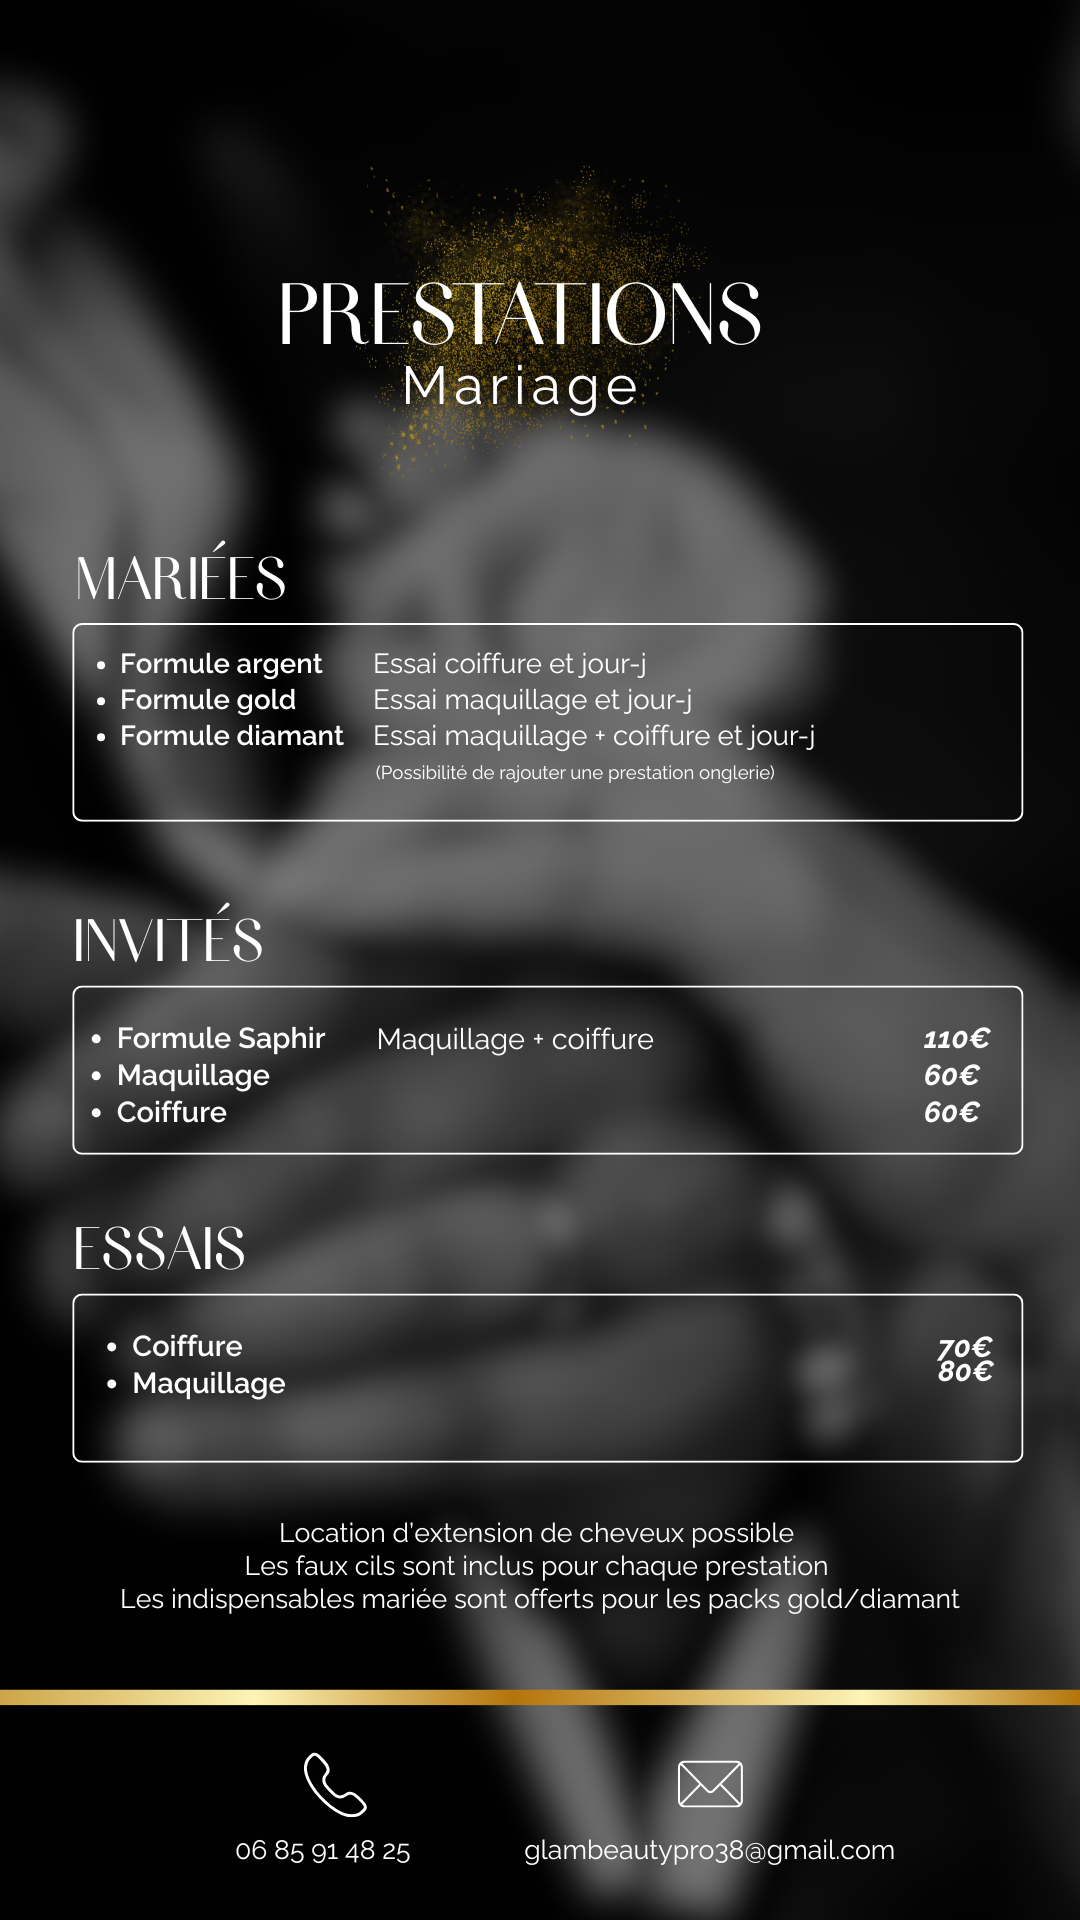 PRESTATIONS
Mariage
MARIÉES
• Formule argent Essai coiffure et jour-j
• Formule gold Essai maquillage et jour-j
• Formule diamant Essai maquillage + coiffure et jour-j
(Possibilité de rajouter une prestation onglerie)
INVITÉS
• Formule Saphir Maquillage + coiffure 110€
• Maquillage 60€
• Coiffure 60€
ESSAIS
• Coiffure 70€
• Maquillage 80€
Location d'extension de cheveux possible
Les faux cils sont inclus pour chaque prestation
Les indispensables mariée sont offerts pour les packs gold/diamant
06 85 91 48 25 glambeautypro38@gmail.com